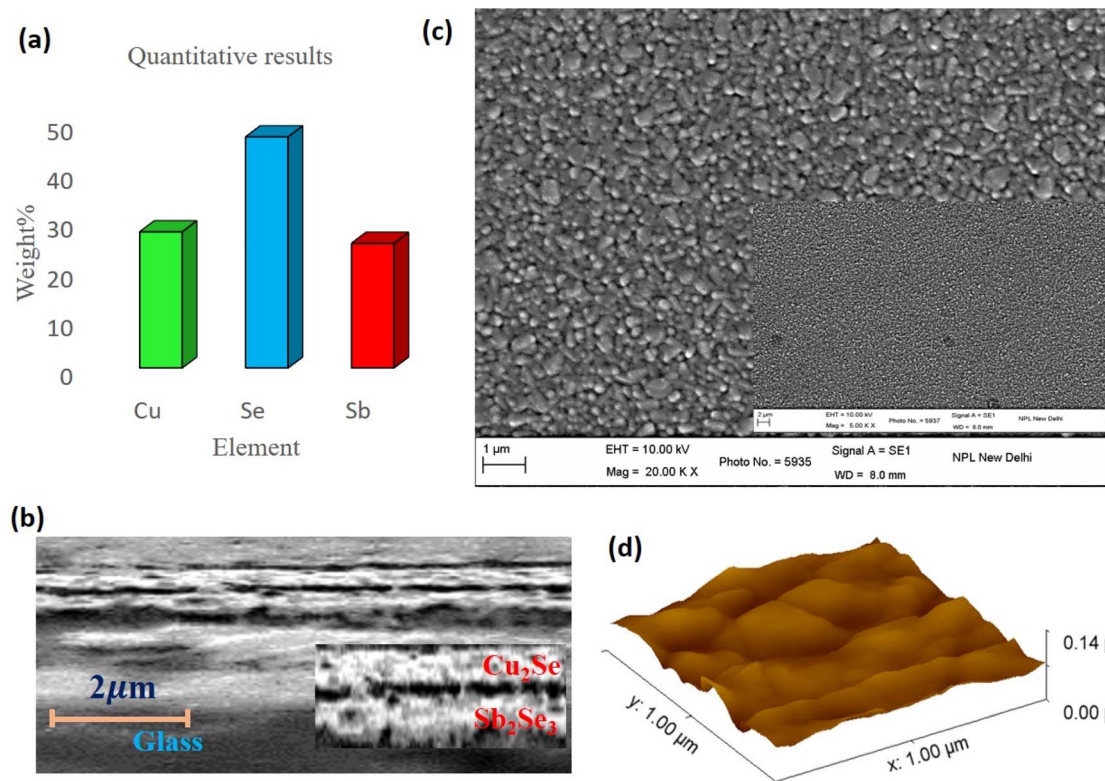 (a)
Quantitative results
50
40
30
20
10
0
Weight%
Cu Se Sb
Element
(c)
2 µm
EHT = 10.00 kV
Mag = 5.00 K X
Photo No. = 5937
Signal A = SE1
WD = 8.0 mm
NPL New Delhi
1 µm
EHT = 10.00 kV
Mag = 20.00 K X
Photo No. = 5935
Signal A = SE1
WD = 8.0 mm
NPL New Delhi
(b)
2µm
Glass
Cu₂Se
Sb₂Se₃
(d)
0.14
0.00
y: 1.00 µm
x: 1.00 µm